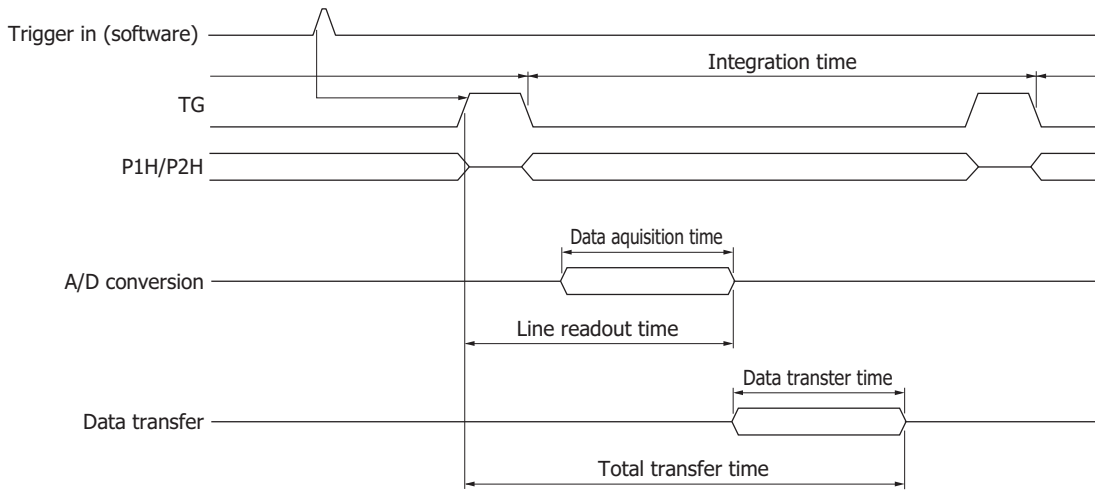 Trigger in (software)
Integration time
TG
P1H/P2H
Data aquisition time
A/D conversion
Line readout time
Data transter time
Data transfer
Total transfer time